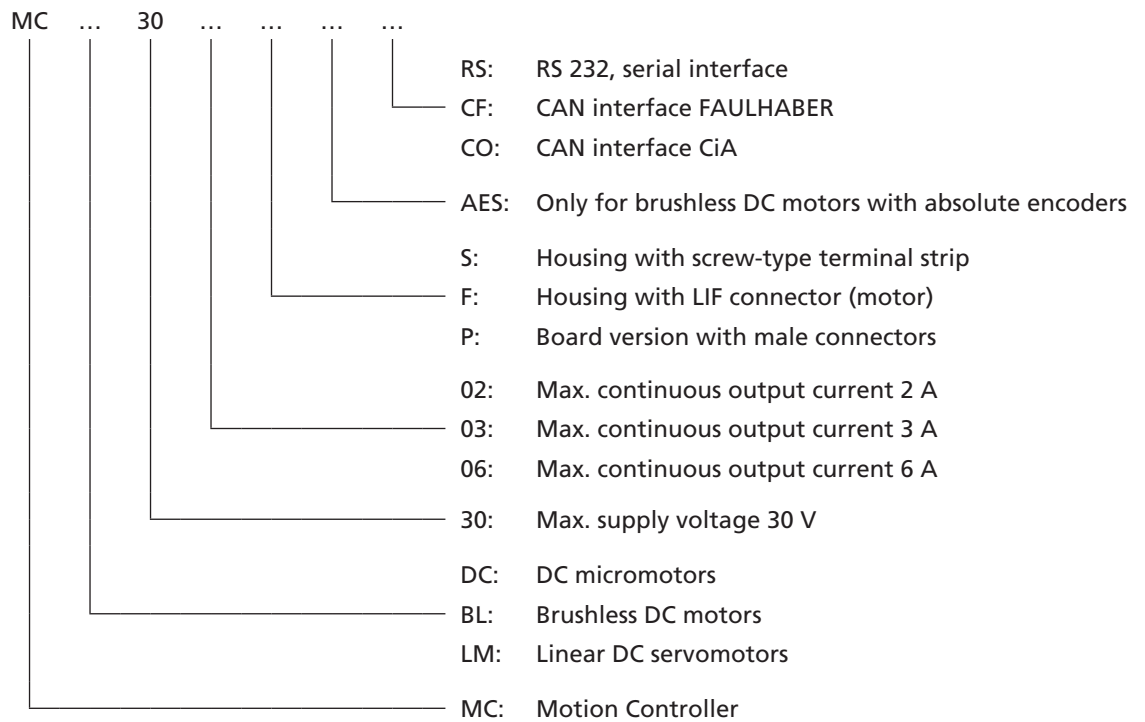 MC … 30 … … … …
RS: RS 232, serial interface
CF: CAN interface FAULHABER
CO: CAN interface CiA
AES: Only for brushless DC motors with absolute encoders
S: Housing with screw-type terminal strip
F: Housing with LIF connector (motor)
P: Board version with male connectors
02: Max. continuous output current 2 A
03: Max. continuous output current 3 A
06: Max. continuous output current 6 A
30: Max. supply voltage 30 V
DC: DC micromotors
BL: Brushless DC motors
LM: Linear DC servomotors
MC: Motion Controller